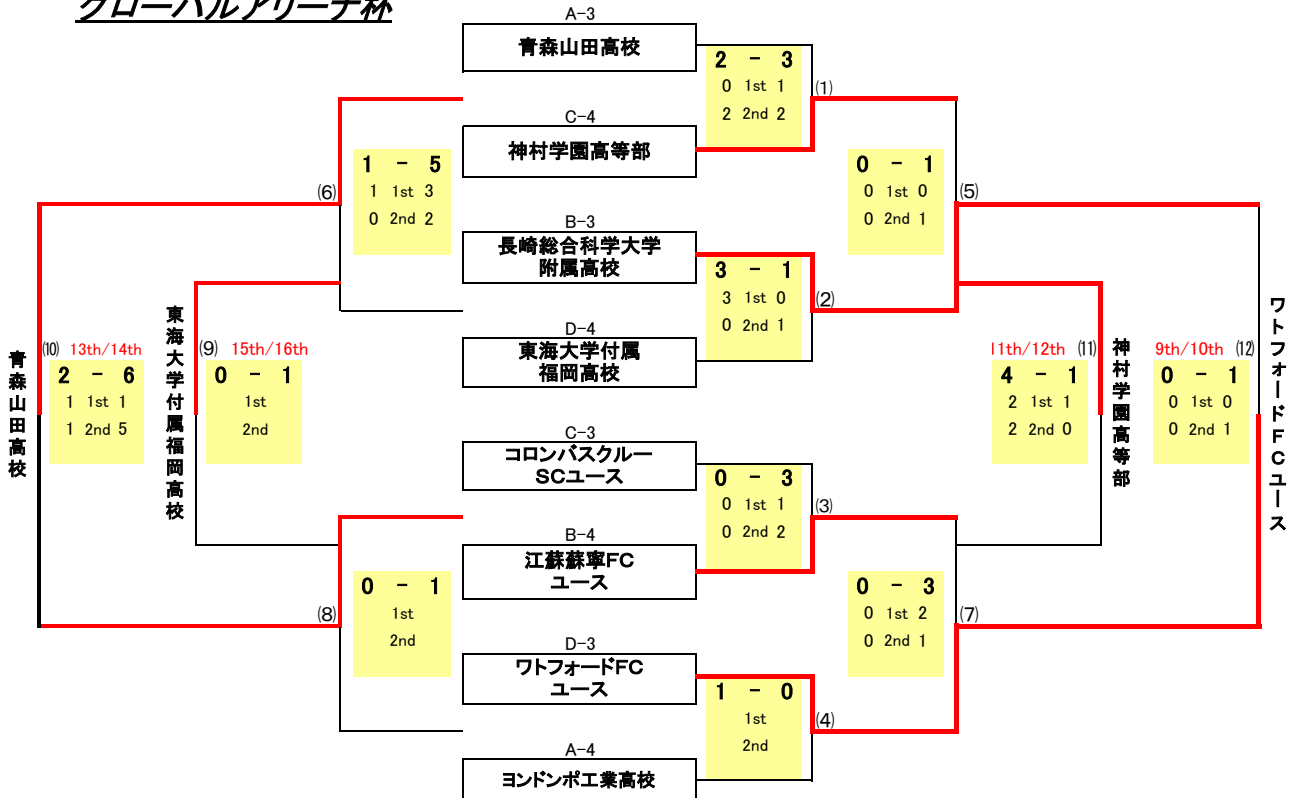 グローバルアリーナ杯
A-3
青森山田高校
2 - 3
0 1st 1
2 2nd 2
(1)
C-4
神村学園高等部
1 - 5
1 1st 3
0 2nd 2
(6)
0 - 1
0 1st 0
0 2nd 1
(5)
B-3
長崎総合科学大学
附属高校
3 - 1
3 1st 0
0 2nd 1
(2)
D-4
東海大学付属
福岡高校
青森山田高校
(10) 13th/14th
2 - 6
1 1st 1
1 2nd 5
東海大学付属福岡高校
(9) 15th/16th
0 - 1
1st
2nd
11th/12th (11)
4 - 1
2 1st 1
2 2nd 0
神村学園高等部
9th/10th (12)
0 - 1
0 1st 0
0 2nd 1
ワトフォードFCユース
C-3
コロンバスクルー
SCユース
0 - 3
0 1st 1
0 2nd 2
(3)
B-4
江蘇蘇寧FC
ユース
0 - 1
1st
2nd
(8)
0 - 3
0 1st 2
0 2nd 1
(7)
D-3
ワトフォードFC
ユース
1 - 0
1st
2nd
(4)
A-4
ヨンドンポ工業高校